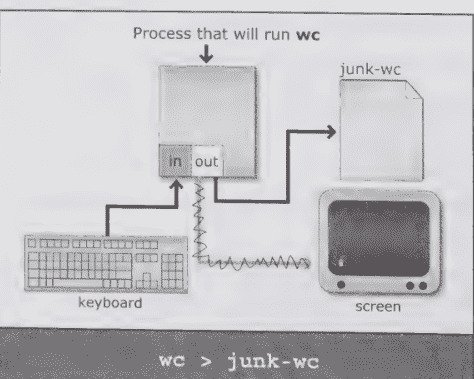 Process that will run wc
junk-wc
in out
keyboard
screen
wc > junk-wc